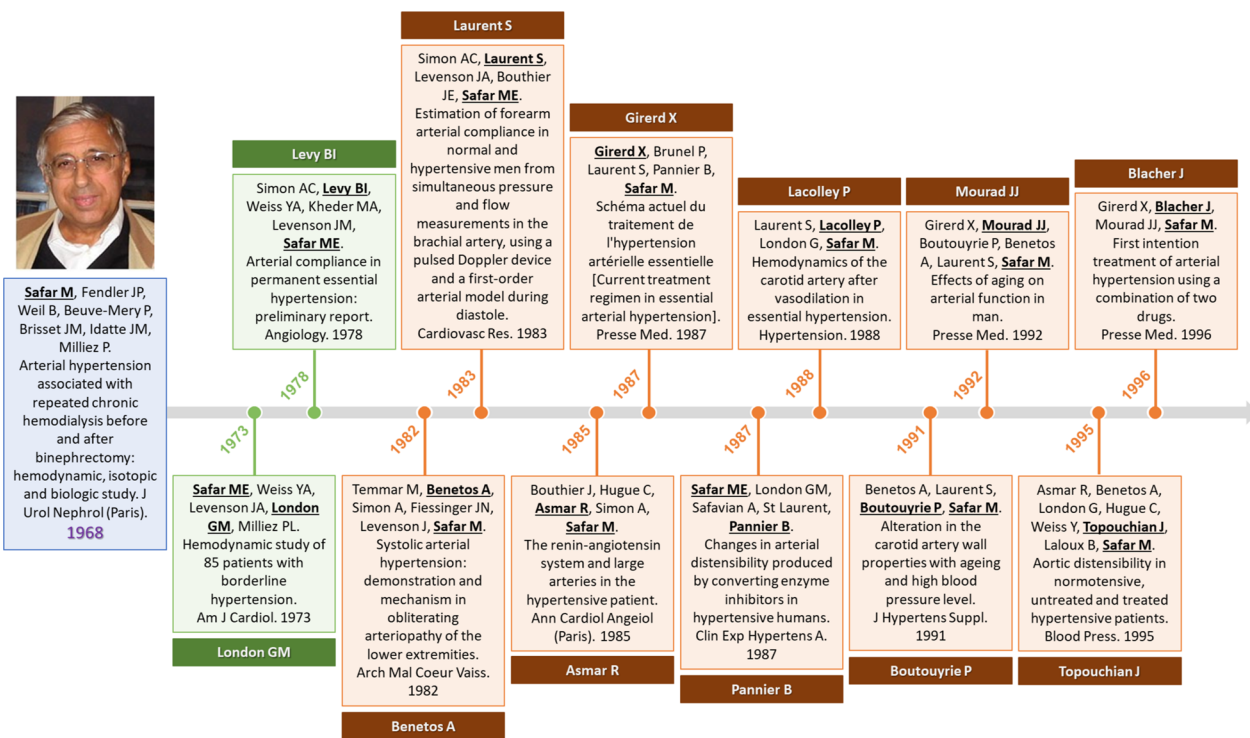 Safar M, Fendler JP,
Weil B, Beuve-Mery P,
Brisset JM, Idatte JM,
Milliez P.
Arterial hypertension
associated with
repeated chronic
hemodialysis before
and after
binephrectomy:
hemodynamic, isotopic
and biologic study. J
Urol Nephrol (Paris).
1968
Levy BI
Simon AC, Levy BI,
Weiss YA, Kheder MA,
Levenson JM,
Safar ME.
Arterial compliance in
permanent essential
hypertension:
preliminary report.
Angiology. 1978
1978
Laurent S
Simon AC, Laurent S,
Levenson JA, Bouthier
JE, Safar ME.
Estimation of forearm
arterial compliance in
normal and
hypertensive men from
simultaneous pressure
and flow
measurements in the
brachial artery, using a
pulsed Doppler device
and a first-order
arterial model during
diastole.
Cardiovasc Res. 1983
1983
Girerd X
Girerd X, Brunel P,
Laurent S, Pannier B,
Safar M.
Schéma actuel du
traitement de
l'hypertension
artérielle essentielle
[Current treatment
regimen in essential
arterial hypertension].
Presse Med. 1987
1987
Lacolley P
Laurent S, Lacolley P,
London G, Safar M.
Hemodynamics of the
carotid artery after
vasodilation in
essential hypertension.
Hypertension. 1988
1988
Mourad JJ
Girerd X, Mourad JJ,
Boutouyrie P, Benetos
A, Laurent S, Safar M.
Effects of aging on
arterial function in
man.
Presse Med. 1992
1992
Blacher J
Girerd X, Blacher J,
Mourad JJ, Safar M.
First intention
treatment of arterial
hypertension using a
combination of two
drugs.
Presse Med. 1996
1996
1973
Safar ME, Weiss YA,
Levenson JA, London
GM, Milliez PL.
Hemodynamic study of
85 patients with
borderline
hypertension.
Am J Cardiol. 1973
London GM
1982
Temmar M, Benetos A,
Simon A, Fiessinger JN,
Levenson J, Safar M.
Systolic arterial
hypertension:
demonstration and
mechanism in
obliterating
arteriopathy of the
lower extremities.
Arch Mal Coeur Vaiss.
1982
Benetos A
1985
Bouthier J, Hugue C,
Asmar R, Simon A,
Safar M.
The renin-angiotensin
system and large
arteries in the
hypertensive patient.
Ann Cardiol Angeiol
(Paris). 1985
Asmar R
1987
Safar ME, London GM,
Safavian A, St Laurent,
Pannier B.
Changes in arterial
distensibility produced
by converting enzyme
inhibitors in
hypertensive humans.
Clin Exp Hypertens A.
1987
Pannier B
1991
Benetos A, Laurent S,
Boutouyrie P, Safar M.
Alteration in the
carotid artery wall
properties with ageing
and high blood
pressure level.
J Hypertens Suppl.
1991
Boutouyrie P
1995
Asmar R, Benetos A,
London G, Hugue C,
Weiss Y, Topouchian J,
Laloux B, Safar M.
Aortic distensibility in
normotensive,
untreated and treated
hypertensive patients.
Blood Press. 1995
Topouchian J